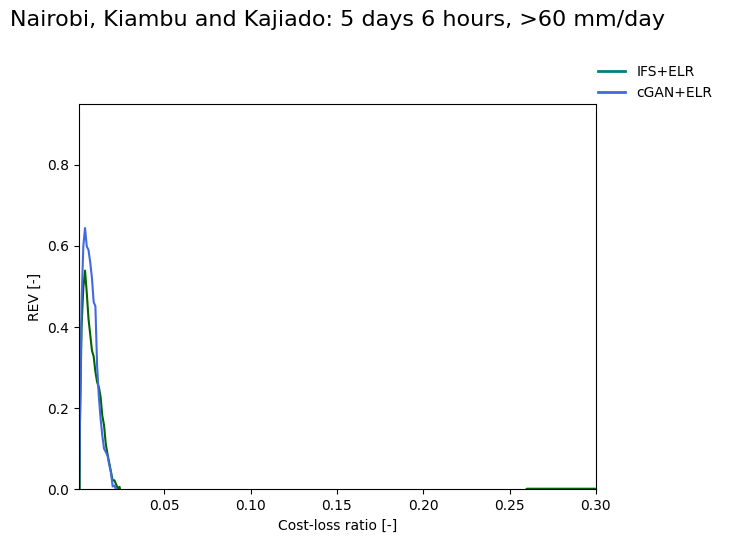 Nairobi, Kiambu and Kajiado: 5 days 6 hours, >60 mm/day
IFS+ELR
cGAN+ELR
0.8
0.6
0.4
0.2
0.0
REV [-]
0.05 0.10 0.15 0.20 0.25 0.30
Cost-loss ratio [-]